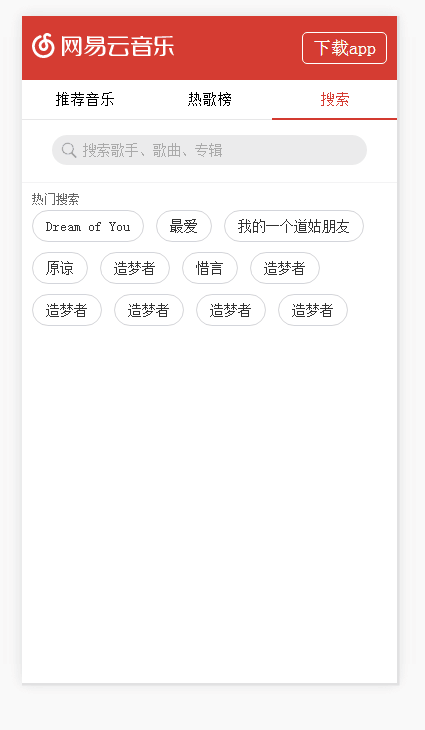 网易云音乐 下载app
推荐音乐 热歌榜 搜索
搜索歌手、歌曲、专辑
热门搜索
Dream of You 最爱 我的一个道姑朋友
原谅 造梦者 惜言 造梦者
造梦者 造梦者 造梦者 造梦者